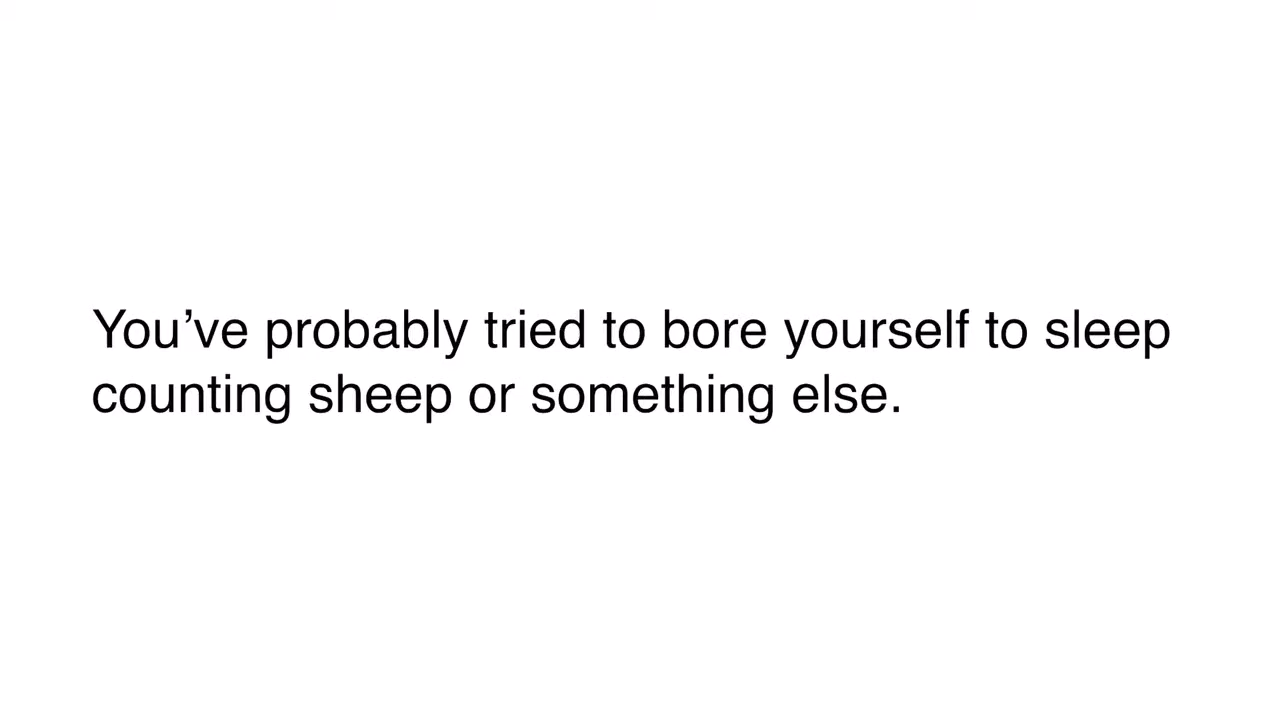 You’ve probably tried to bore yourself to sleep
counting sheep or something else.